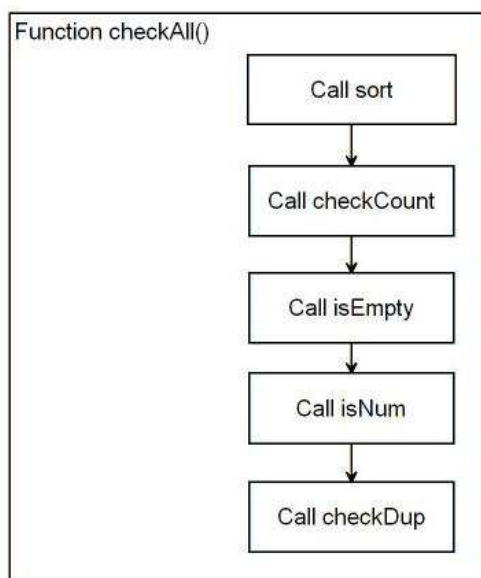 Function checkAll()
Call sort
Call checkCount
Call isEmpty
Call isNum
Call checkDup